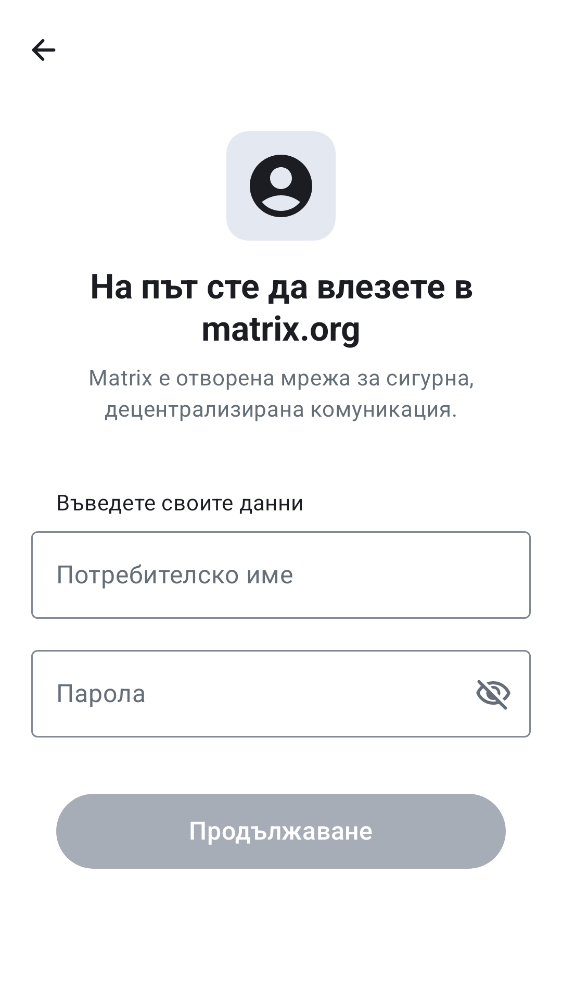 На път сте да влезете в
matrix.org
Matrix е отворена мрежа за сигурна,
децентрализирана комуникация.
Въведете своите данни
Потребителско име
Парола
Продължаване